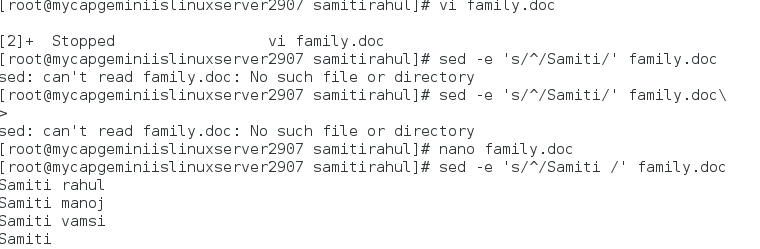 [root@mycapgeminiislinuxserver2907 samitirahul]# vi family.doc
[2]+  Stopped                 vi family.doc
[root@mycapgeminiislinuxserver2907 samitirahul]# sed -e 's/^/Samiti/' family.doc
sed: can't read family.doc: No such file or directory
[root@mycapgeminiislinuxserver2907 samitirahul]# sed -e 's/^/Samiti/' family.doc\
>
sed: can't read family.doc: No such file or directory
[root@mycapgeminiislinuxserver2907 samitirahul]# nano family.doc
[root@mycapgeminiislinuxserver2907 samitirahul]# sed -e 's/^/Samiti /' family.doc
Samiti rahul
Samiti manoj
Samiti vamsi
Samiti